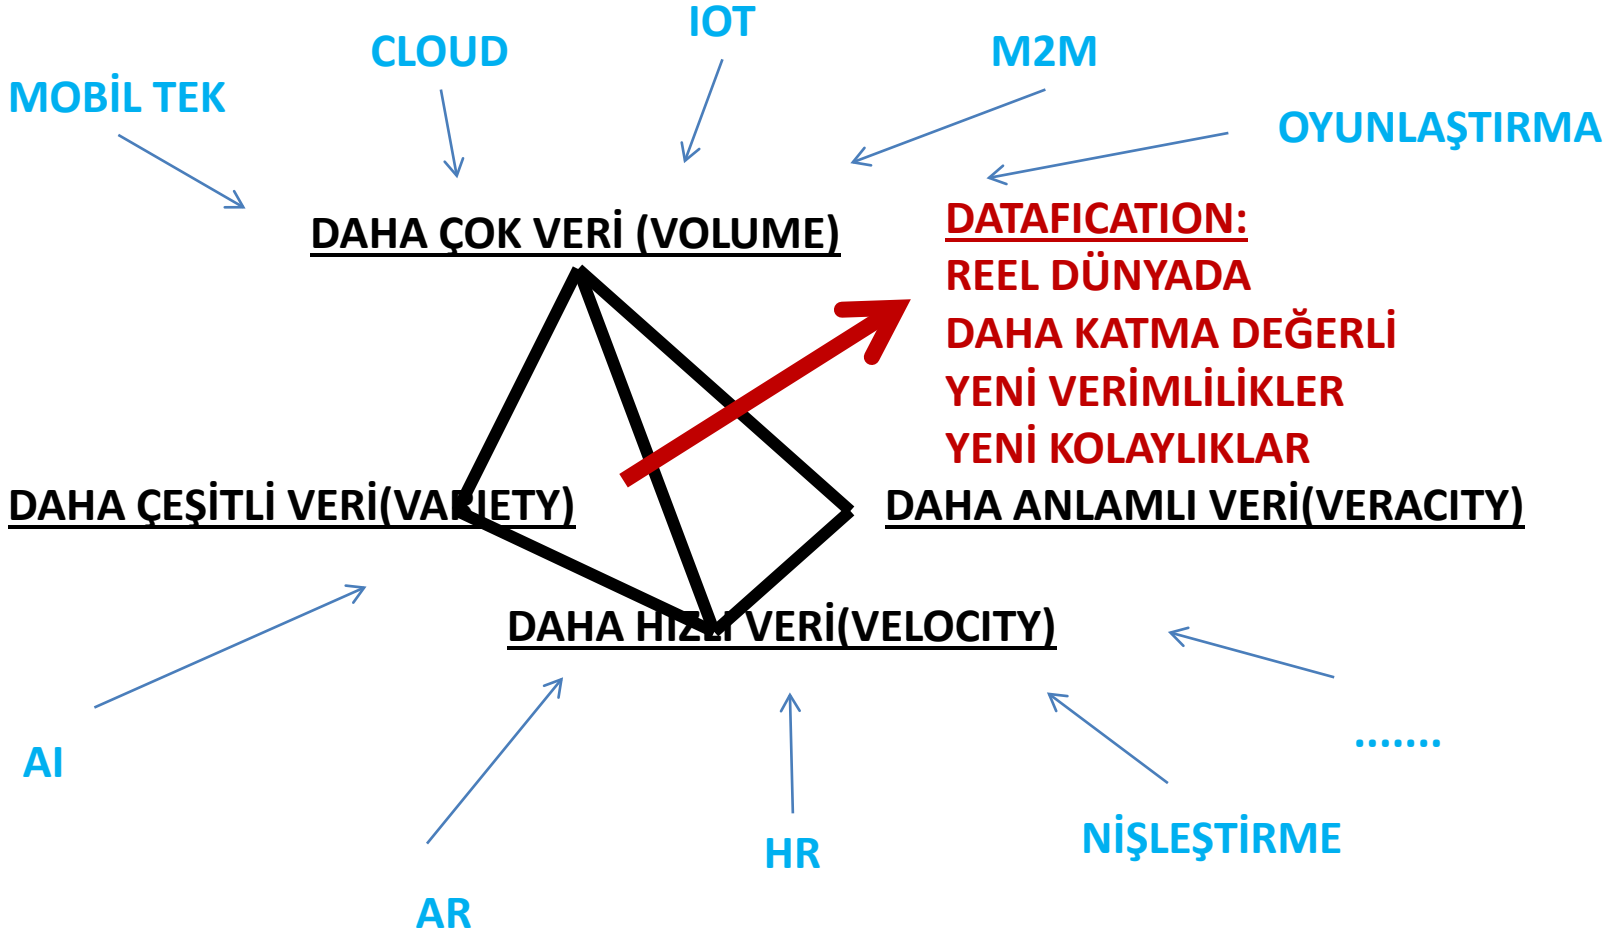 IOT
CLOUD
M2M
MOBİL TEK
OYUNLAŞTIRMA
DAHA ÇOK VERİ (VOLUME)
DATAFICATION:
REEL DÜNYADA
DAHA KATMA DEĞERLİ
YENİ VERİMLİLİKLER
YENİ KOLAYLIKLAR
DAHA ÇEŞİTLİ VERİ(VARIETY)
DAHA ANLAMLI VERİ(VERACITY)
DAHA HIZLI VERİ(VELOCITY)
.......
AI
NİŞLEŞTİRME
HR
AR